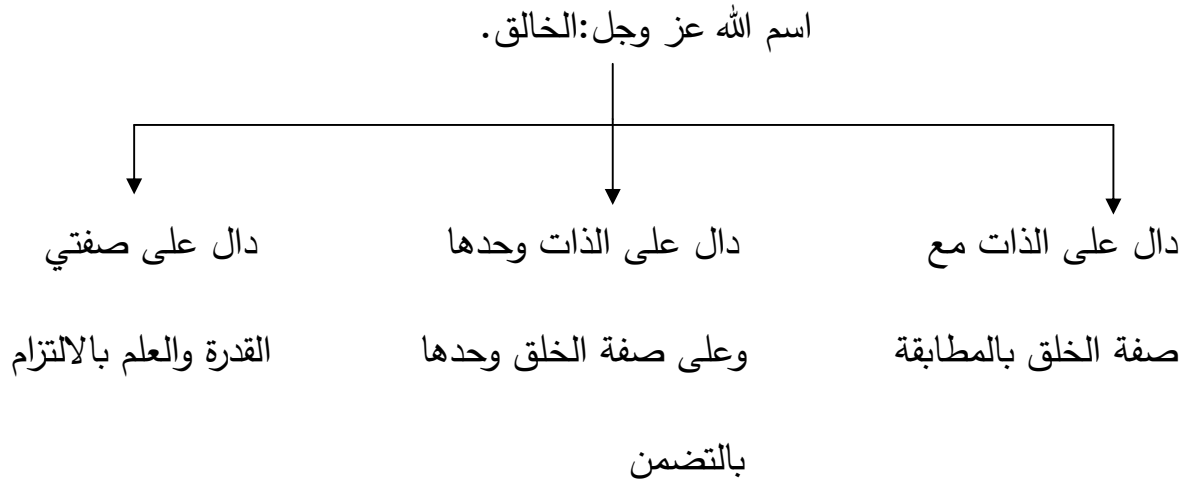 اسم الله عز وجل:الخالق.
دال على الذات مع
صفة الخلق بالمطابقة
دال على الذات وحدها
وعلى صفة الخلق وحدها
بالتضمن
دال على صفتي
القدرة والعلم بالالتزام